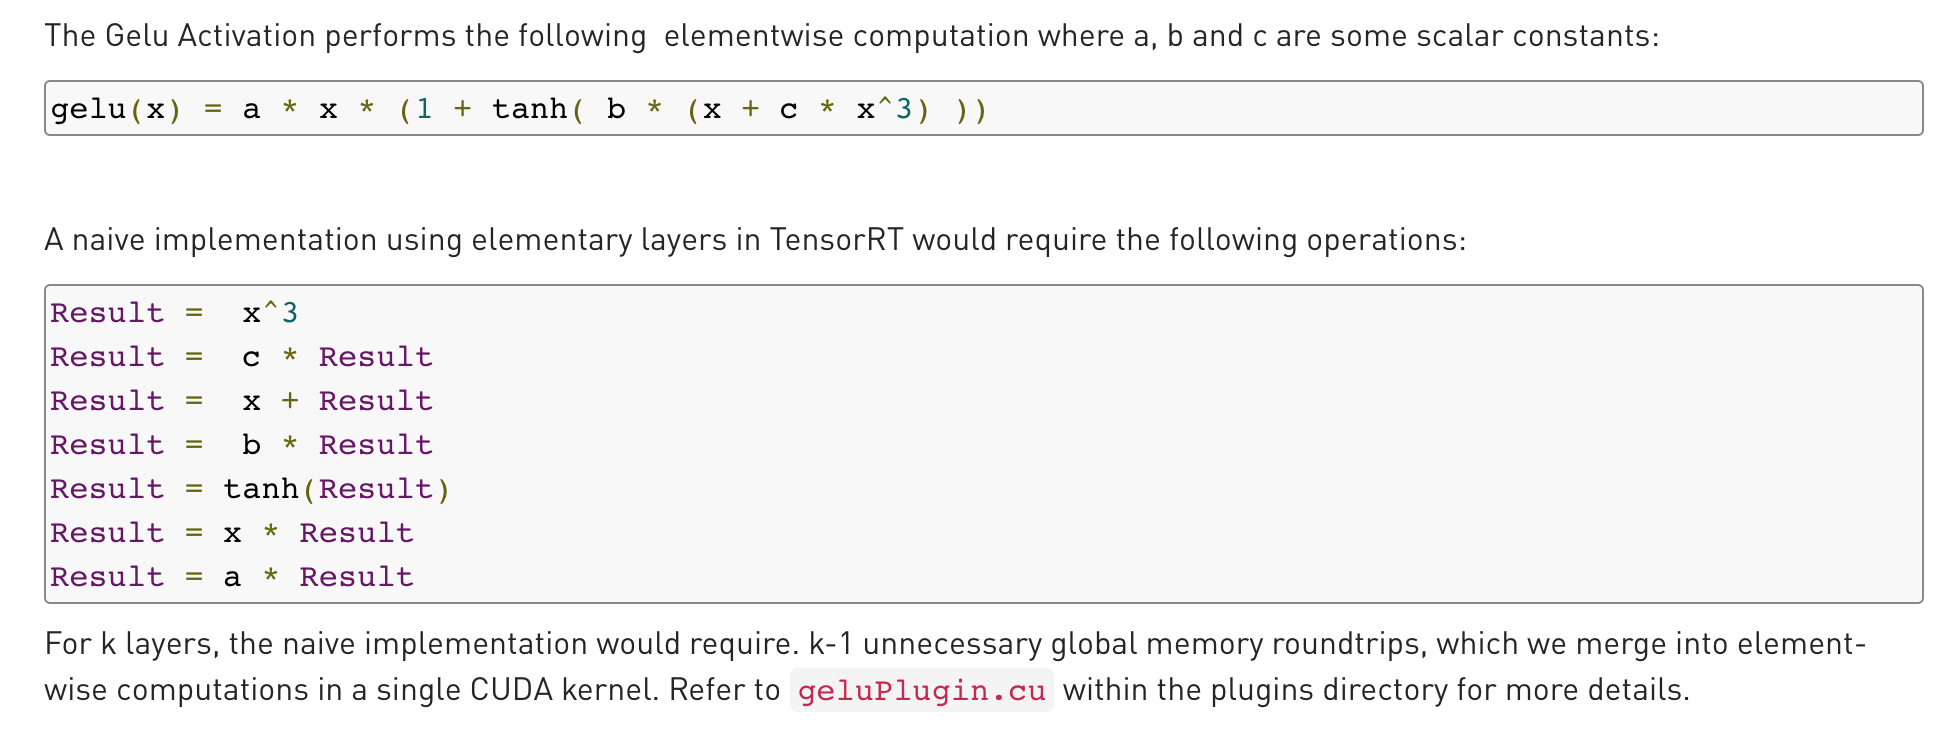 The Gelu Activation performs the following  elementwise computation where a, b and c are some scalar constants:
gelu(x) = a * x * (1 + tanh( b * (x + c * x^3) ))
A naive implementation using elementary layers in TensorRT would require the following operations:
Result =  x^3
Result =  c * Result
Result =  x + Result
Result =  b * Result
Result = tanh(Result)
Result = x * Result
Result = a * Result
For k layers, the naive implementation would require. k-1 unnecessary global memory roundtrips, which we merge into element-
wise computations in a single CUDA kernel. Refer to geluPlugin.cu within the plugins directory for more details.